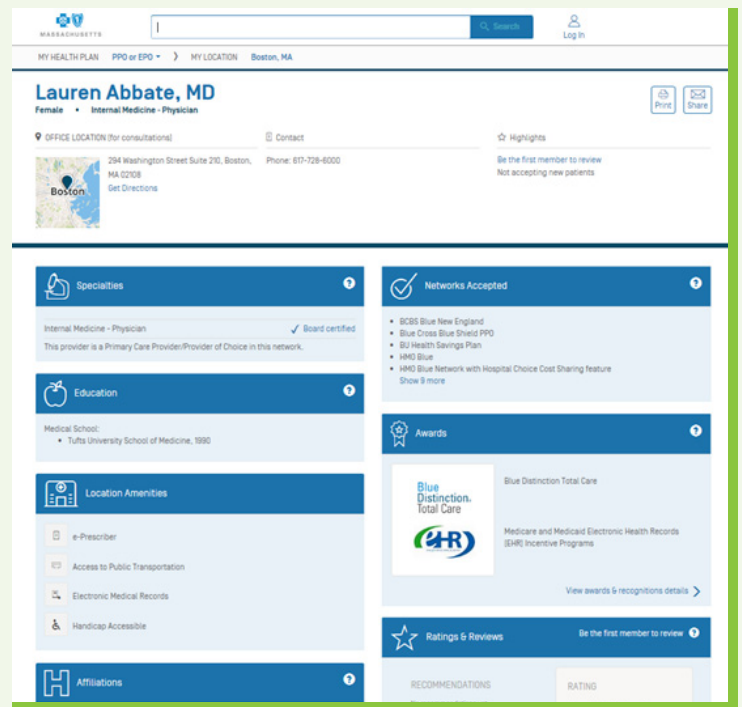 MASSACHUSETTS
Search
Log In
MY HEALTH PLAN PPO or EPO MY LOCATION Boston, MA
Lauren Abbate, MD
Female • Internal Medicine - Physician
Print
Share
OFFICE LOCATION (for consultations)
294 Washington Street Suite 210, Boston,
MA 02108
Get Directions
Boston
Contact
Phone: 617-728-6000
Highlights
Be the first member to review
Not accepting new patients
Specialties
?
Internal Medicine - Physician
✓ Board certified
This provider is a Primary Care Provider/Provider of Choice in this network.
Education
?
Medical School:
• Tufts University School of Medicine, 1990
Location Amenities
e-Prescriber
Access to Public Transportation
Electronic Medical Records
Handicap Accessible
Affiliations
?
Networks Accepted
?
• BCBS Blue New England
• Blue Cross Blue Shield PPO
• BU Health Savings Plan
• HMO Blue
• HMO Blue Network with Hospital Choice Cost Sharing feature
Show 9 more
Awards
?
Blue
Distinction.
Total Care
Blue Distinction Total Care
EHR
Medicare and Medicaid Electronic Health Records
(EHR) Incentive Programs
View awards & recognitions details
Ratings & Reviews
Be the first member to review ?
RECOMMENDATIONS
RATING